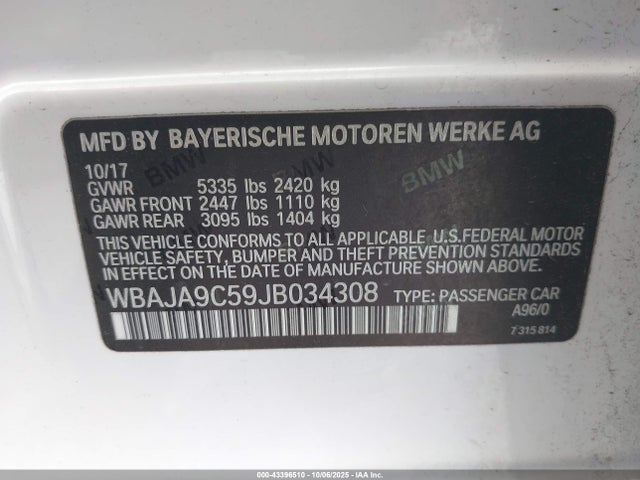 MFD BY BAYERISCHE MOTOREN WERKE AG
10/17
GVWR 5335 lbs 2420 kg
GAWR FRONT 2447 lbs 1110 kg
GAWR REAR 3095 lbs 1404 kg
THIS VEHICLE CONFORMS TO ALL APPLICABLE U.S.FEDERAL MOTOR
VEHICLE SAFETY, BUMPER AND THEFT PREVENTION STANDARDS
IN EFFECT ON THE DATE OF MANUFACTURE SHOWN ABOVE.
WBAJA9C59JB034308 TYPE: PASSENGER CAR
A96/0
7 315 814
BMW
BMW
BMW
000-43396510 | 10/06/2025 | IAA Inc.